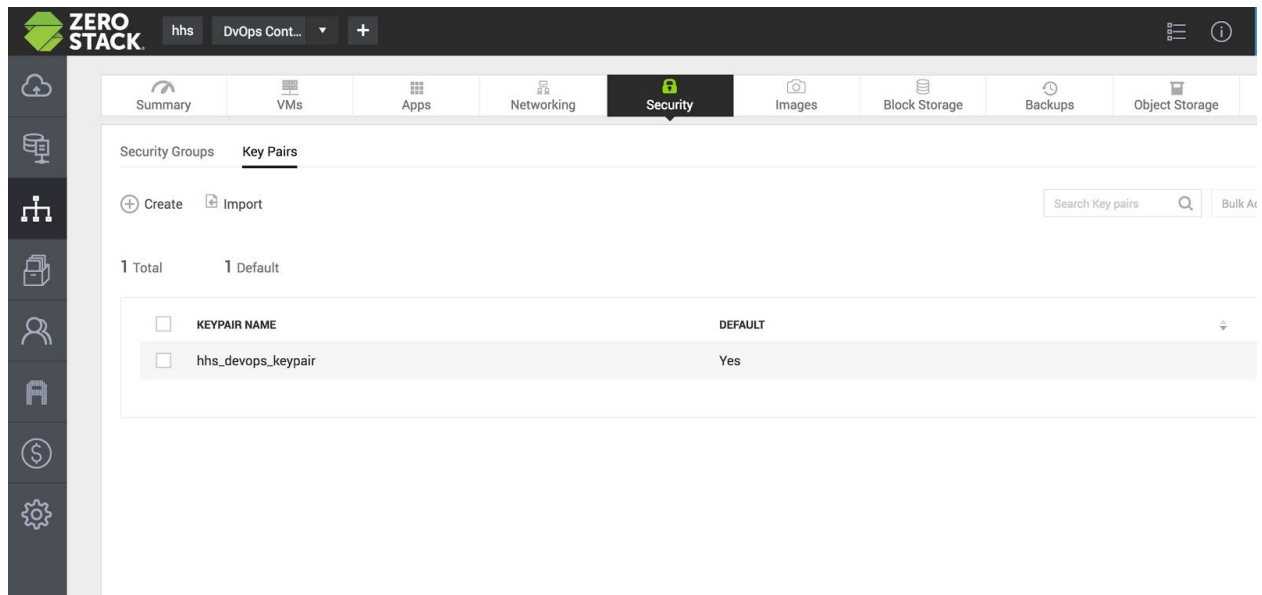 ZERO
STACK.
hhs DvOps Cont... +
Summary VMs Apps Networking Security Images Block Storage Backups Object Storage
Security Groups Key Pairs
Create Import Search Key pairs Bulk
1 Total 1 Default
KEYPAIR NAME DEFAULT
hhs_devops_keypair Yes